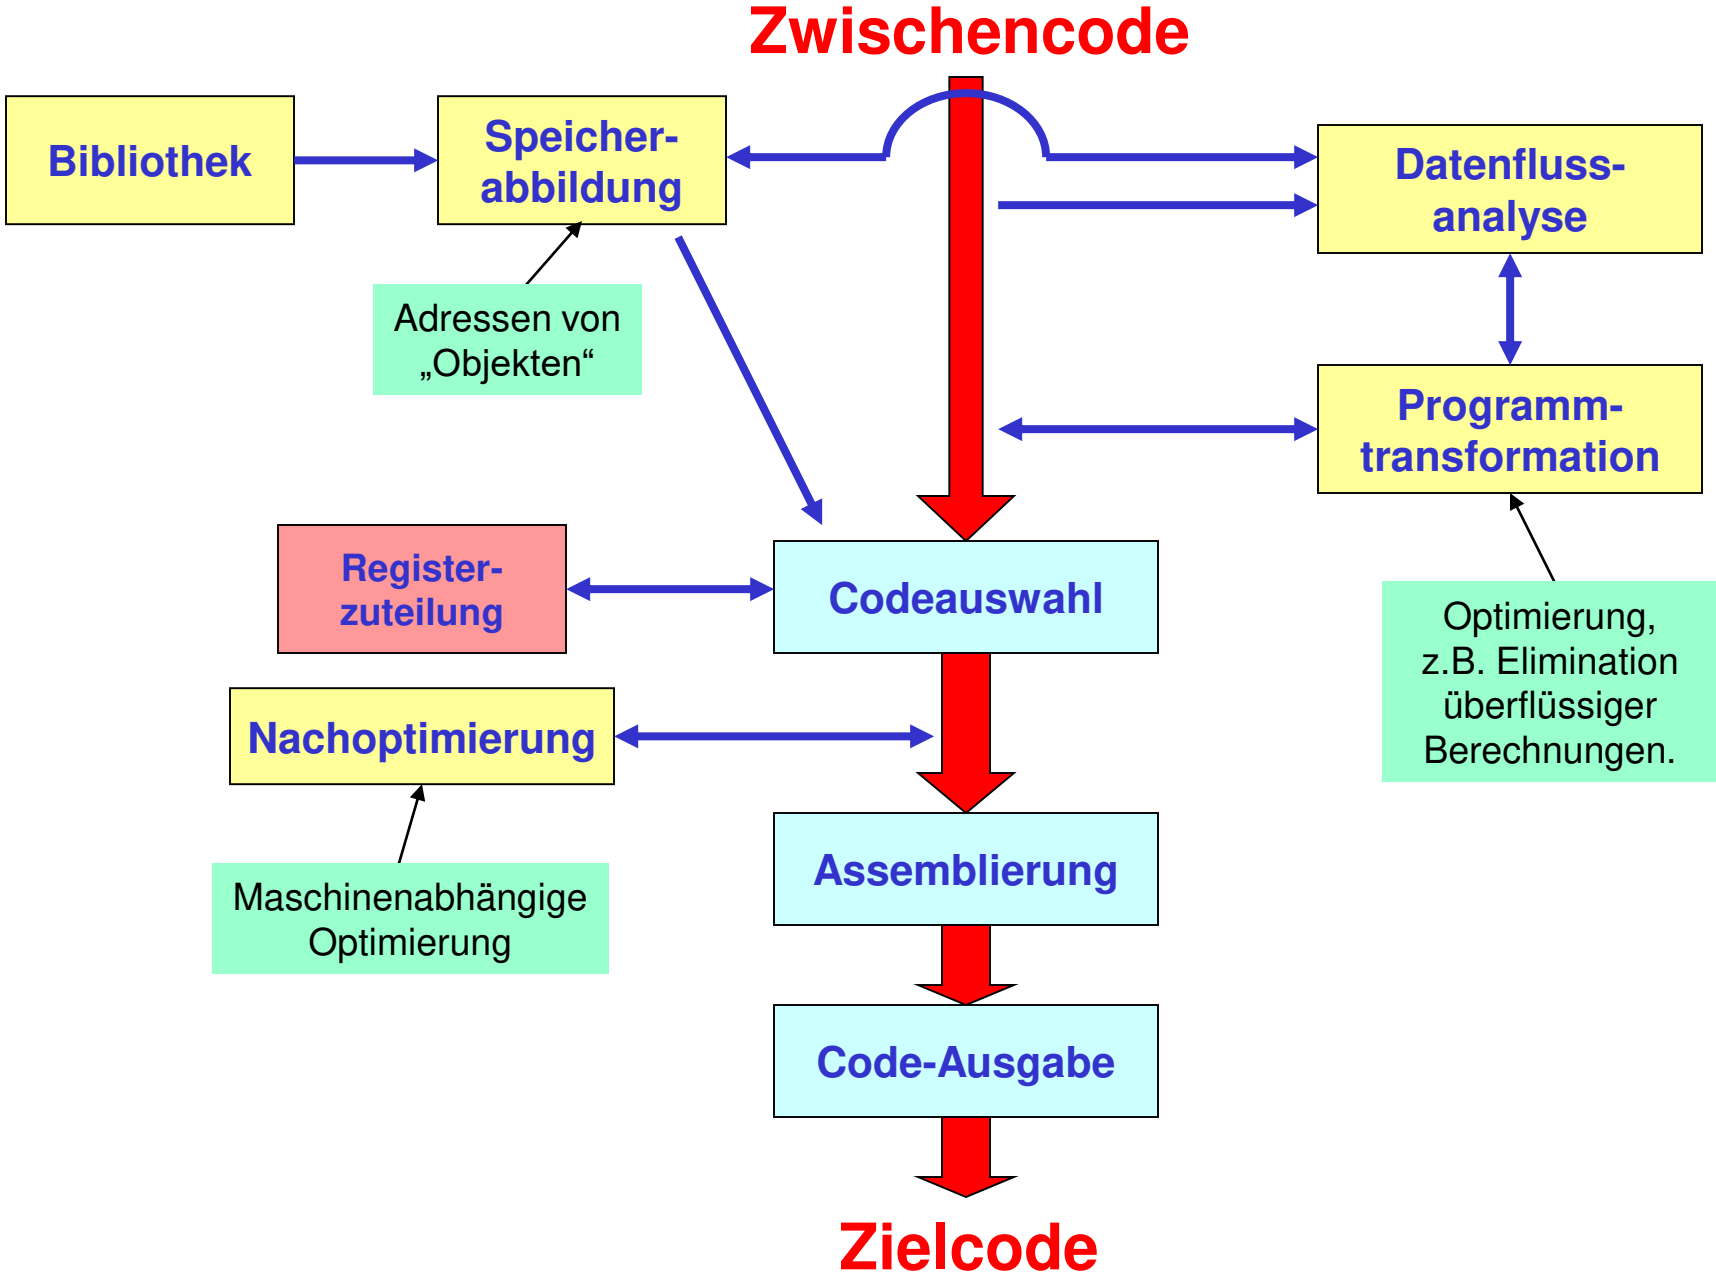 Zwischencode
Bibliothek
Speicher-
abbildung
Datenfluss-
analyse
Adressen von
„Objekten“
Programm-
transformation
Register-
zuteilung
Codeauswahl
Optimierung,
z.B. Elimination
überflüssiger
Berechnungen.
Nachoptimierung
Assemblierung
Maschinenabhängige
Optimierung
Code-Ausgabe
Zielcode